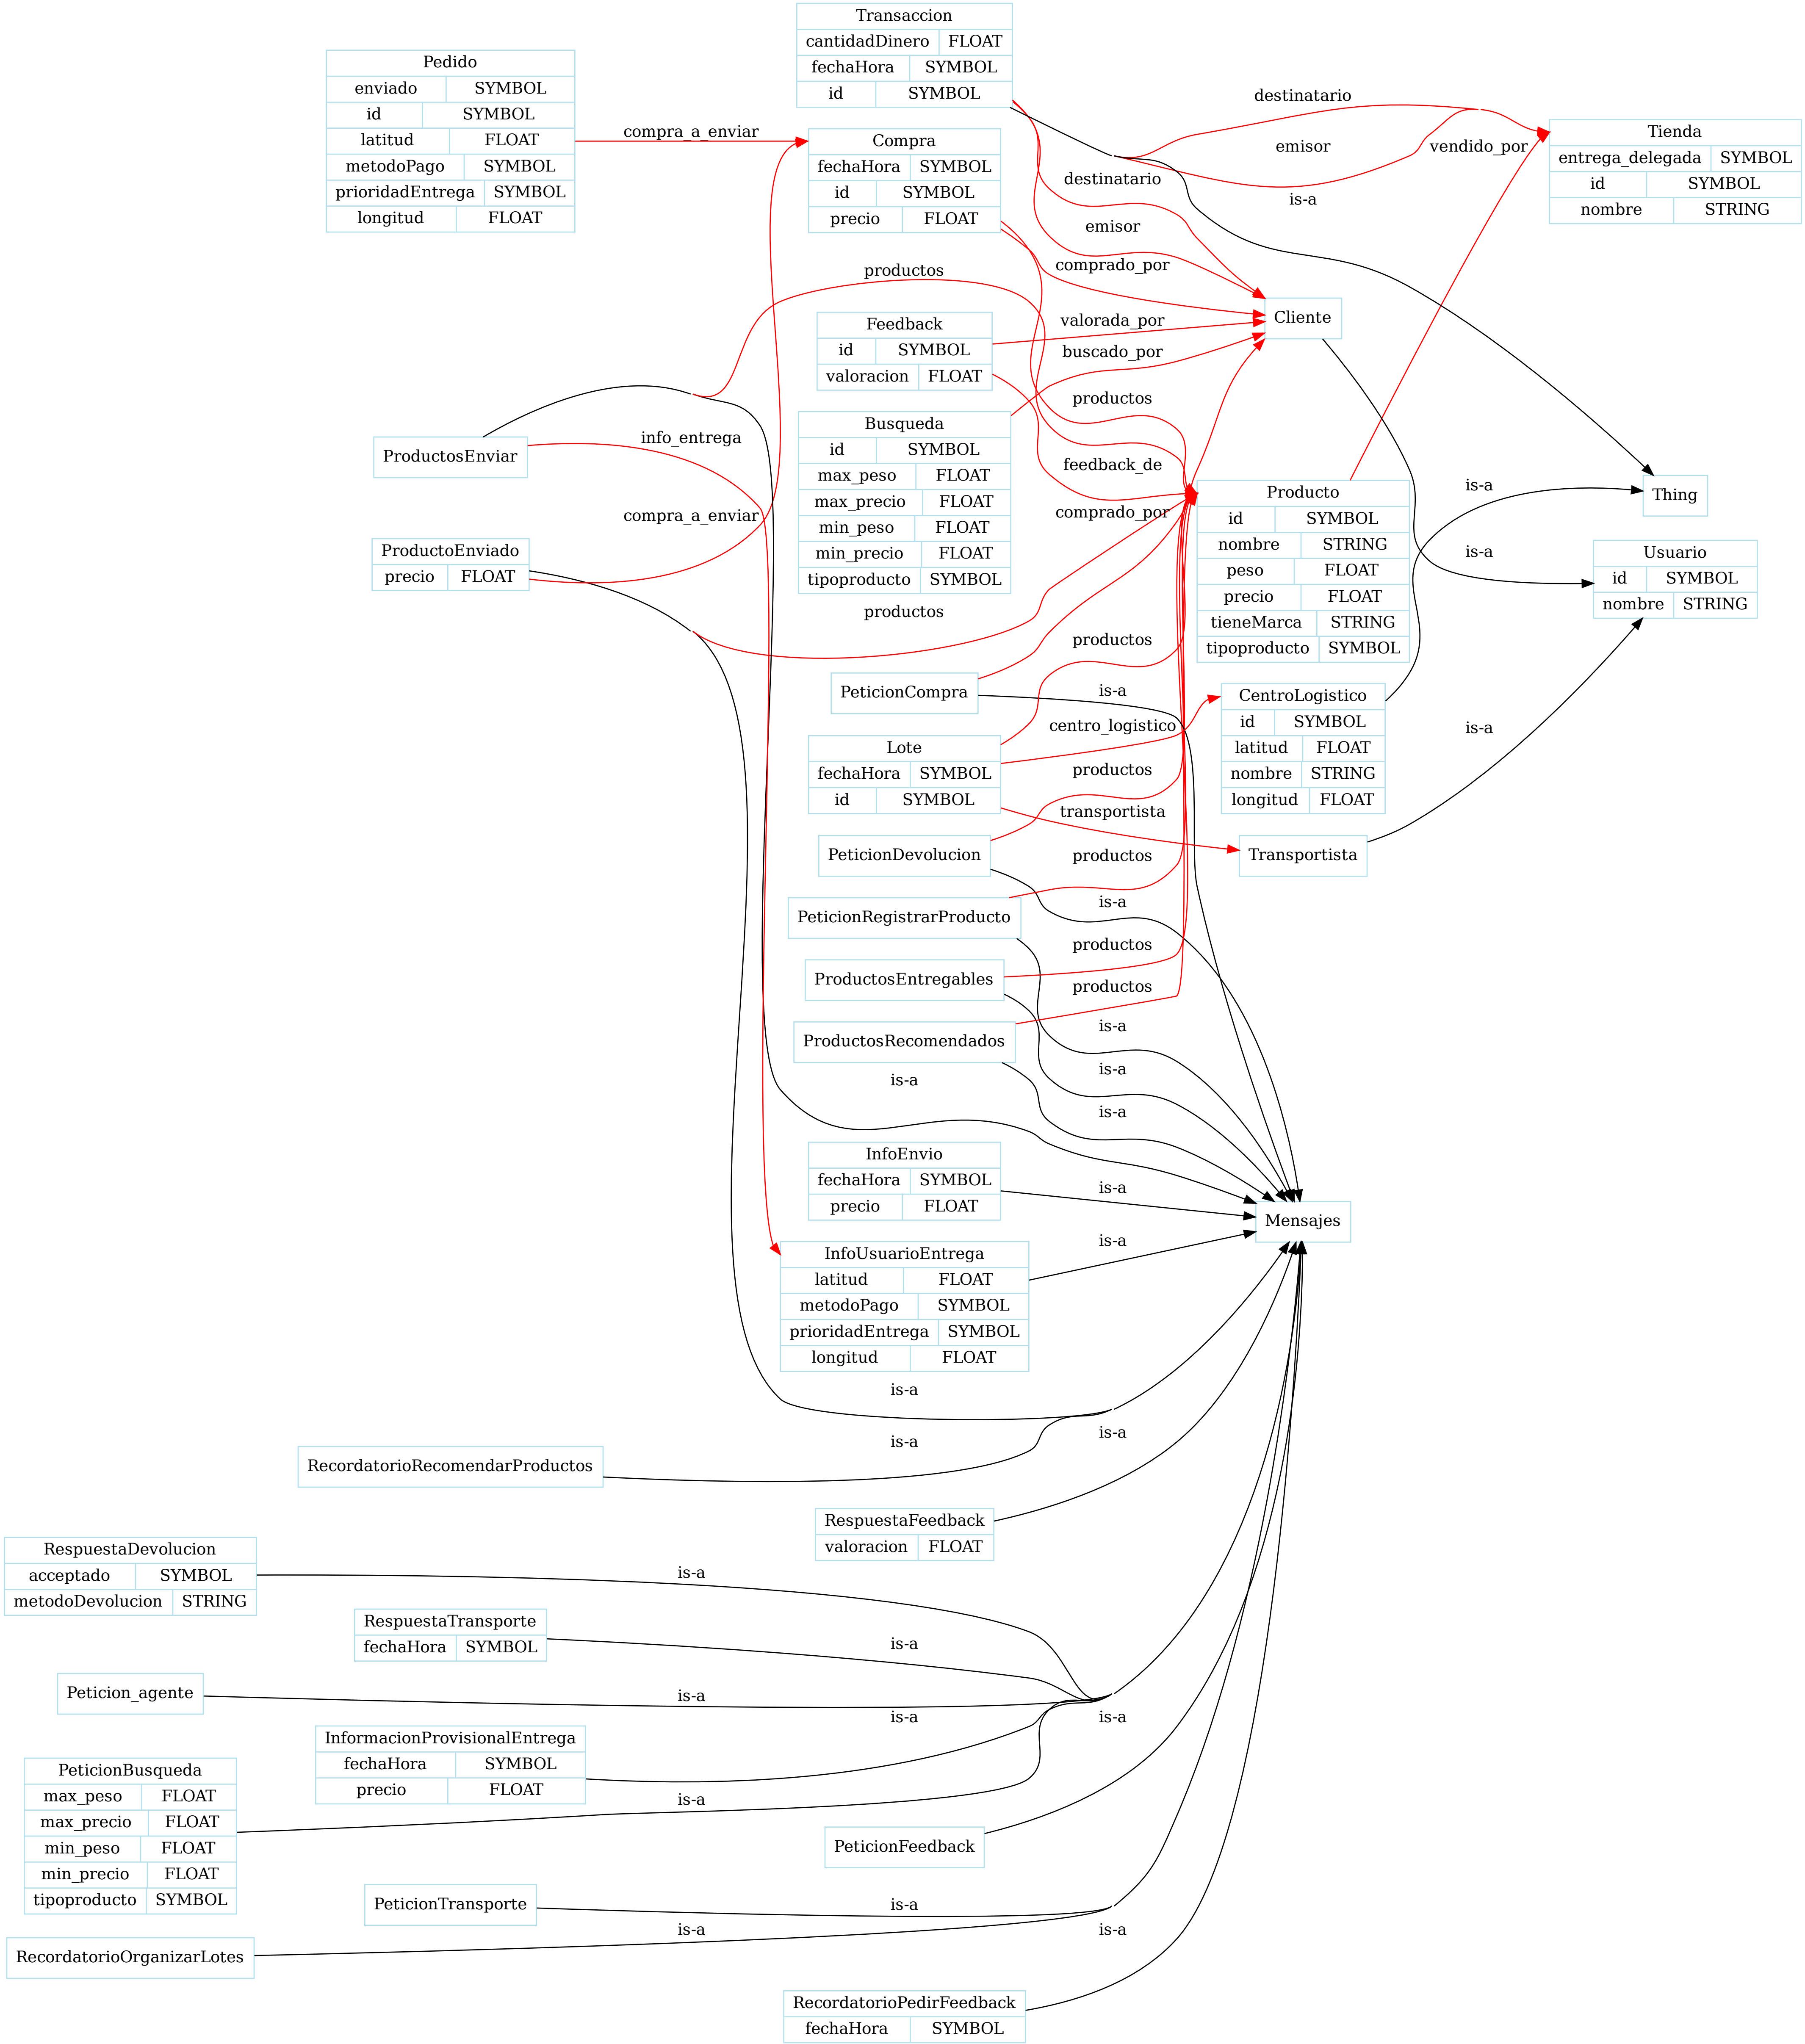 Transaccion
cantidadDinero FLOAT
fechaHora SYMBOL
id SYMBOL
Pedido
enviado SYMBOL
id SYMBOL
latitud FLOAT
metodoPago SYMBOL
prioridadEntrega SYMBOL
longitud FLOAT
compra_a_enviar
Compra
fechaHora SYMBOL
id SYMBOL
precio FLOAT
destinatario
emisor
vendido_por
is-a
destinatario
emisor
comprado_por
Tienda
entrega_delegada SYMBOL
id SYMBOL
nombre STRING
productos
Feedback
id SYMBOL
valoracion FLOAT
valorada_por
buscado_por
Cliente
productos
Busqueda
id SYMBOL
max_peso FLOAT
max_precio FLOAT
min_peso FLOAT
min_precio FLOAT
tipoproducto SYMBOL
feedback_de
comprado_por
ProductosEnviar
info_entrega
compra_a_enviar
ProductoEnviado
precio FLOAT
Producto
id SYMBOL
nombre STRING
peso FLOAT
precio FLOAT
tieneMarca STRING
tipoproducto SYMBOL
is-a
Thing
is-a
Usuario
id SYMBOL
nombre STRING
productos
productos
PeticionCompra
is-a
centro_logistico
CentroLogistico
id SYMBOL
latitud FLOAT
nombre STRING
longitud FLOAT
is-a
Lote
fechaHora SYMBOL
id SYMBOL
productos
transportista
Transportista
PeticionDevolucion
productos
is-a
PeticionRegistrarProducto
productos
ProductosEntregables
productos
is-a
ProductosRecomendados
is-a
is-a
is-a
InfoEnvio
fechaHora SYMBOL
precio FLOAT
is-a
Mensajes
InfoUsuarioEntrega
latitud FLOAT
metodoPago SYMBOL
prioridadEntrega SYMBOL
longitud FLOAT
is-a
is-a
is-a
is-a
RecordatorioRecomendarProductos
RespuestaFeedback
valoracion FLOAT
RespuestaDevolucion
acceptado SYMBOL
metodoDevolucion STRING
is-a
RespuestaTransporte
fechaHora SYMBOL
is-a
Peticion_agente
is-a
is-a
is-a
InformacionProvisionalEntrega
fechaHora SYMBOL
precio FLOAT
PeticionBusqueda
max_peso FLOAT
max_precio FLOAT
min_peso FLOAT
min_precio FLOAT
tipoproducto SYMBOL
is-a
PeticionFeedback
PeticionTransporte
is-a
RecordatorioOrganizarLotes
is-a
is-a
RecordatorioPedirFeedback
fechaHora SYMBOL